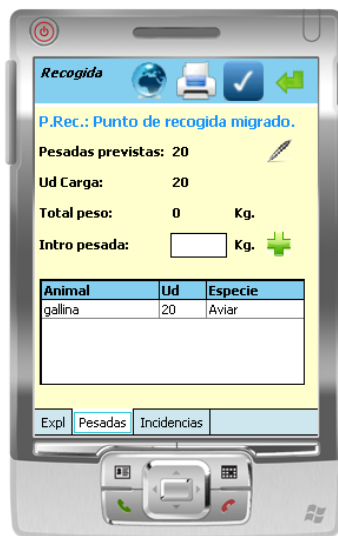 Recogida
P.Rec.: Punto de recogida migrado.
Pesadas previstas: 20
Ud Carga: 20
Total peso: 0 Kg.
Intro pesada: Kg.
Animal Ud Especie
gallina 20 Aviar
Expl Pesadas Incidencias